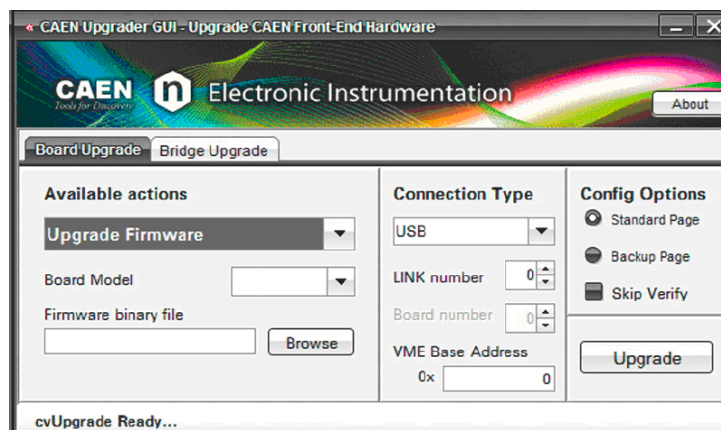 « CAEN Upgrader GUI - Upgrade CAEN Front-End Hardware
CAEN
Tools for Discovery
n Electronic Instrumentation
About
Board Upgrade Bridge Upgrade
Available actions
Upgrade Firmware
Board Model
Firmware binary file
Browse
Connection Type
USB
LINK number 0
Board number 0
VME Base Address
0x 0
Config Options
Standard Page
Backup Page
Skip Verify
Upgrade
cvUpgrade Ready...